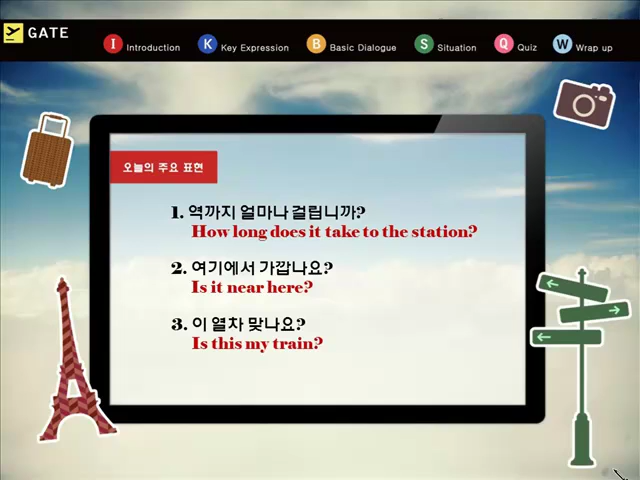 GATE
I Introduction K Key Expression B Basic Dialogue S Situation Q Quiz W Wrap up
오늘의 주요 표현
1. 역까지 얼마나 걸립니까?
How long does it take to the station?
2. 여기에서 가깝나요?
Is it near here?
3. 이 열차 맞나요?
Is this my train?